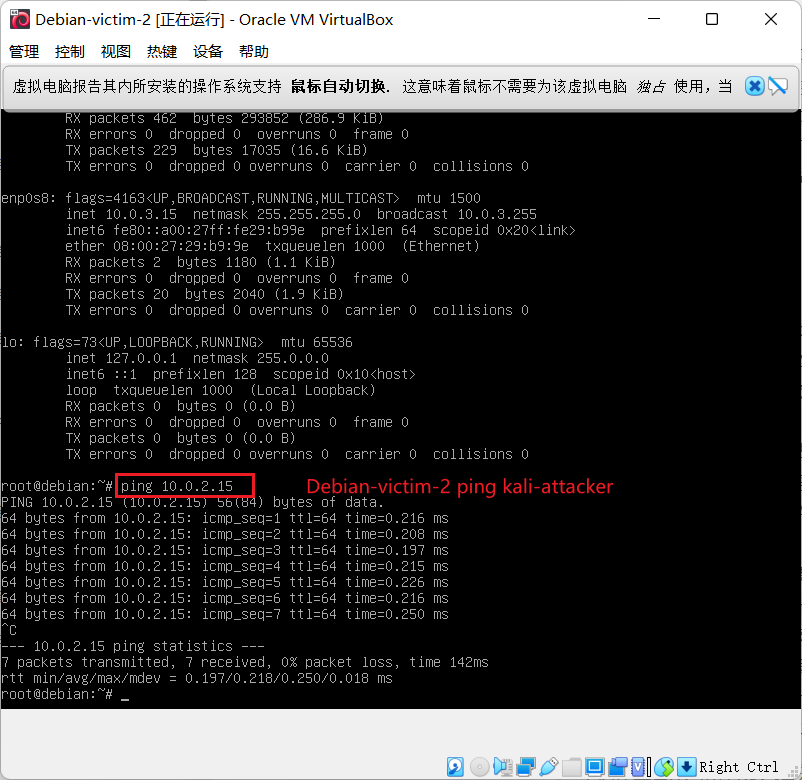 Debian-victim-2 [正在运行] - Oracle VM VirtualBox
管理 控制 视图 热键 设备 帮助
虚拟电脑报告其内所安装的操作系统支持 鼠标自动切换. 这意味着鼠标不需要为该虚拟电脑 独占 使用，当
RX packets 462  bytes 293852 (286.9 KiB)
RX errors 0  dropped 0  overruns 0  frame 0
TX packets 229  bytes 17035 (16.6 KiB)
TX errors 0  dropped 0 overruns 0  carrier 0  collisions 0
enp0s8: flags=4163<UP,BROADCAST,RUNNING,MULTICAST>  mtu 1500
inet 10.0.3.15  netmask 255.255.255.0  broadcast 10.0.3.255
inet6 fe80::a00:27ff:fe29:b99e  prefixlen 64  scopeid 0x20<link>
ether 08:00:27:29:b9:9e  txqueuelen 1000  (Ethernet)
RX packets 2  bytes 1180 (1.1 KiB)
RX errors 0  dropped 0  overruns 0  frame 0
TX packets 20  bytes 2040 (1.9 KiB)
TX errors 0  dropped 0 overruns 0  carrier 0  collisions 0
lo: flags=73<UP,LOOPBACK,RUNNING>  mtu 65536
inet 127.0.0.1  netmask 255.0.0.0
inet6 ::1  prefixlen 128  scopeid 0x10<host>
loop  txqueuelen 1000  (Local Loopback)
RX packets 0  bytes 0 (0.0 B)
RX errors 0  dropped 0  overruns 0  frame 0
TX packets 0  bytes 0 (0.0 B)
TX errors 0  dropped 0 overruns 0  carrier 0  collisions 0
root@debian:~# ping 10.0.2.15 Debian-victim-2 ping kali-attacker
PING 10.0.2.15 (10.0.2.15) 56(84) bytes of data.
64 bytes from 10.0.2.15: icmp_seq=1 ttl=64 time=0.216 ms
64 bytes from 10.0.2.15: icmp_seq=2 ttl=64 time=0.208 ms
64 bytes from 10.0.2.15: icmp_seq=3 ttl=64 time=0.197 ms
64 bytes from 10.0.2.15: icmp_seq=4 ttl=64 time=0.215 ms
64 bytes from 10.0.2.15: icmp_seq=5 ttl=64 time=0.226 ms
64 bytes from 10.0.2.15: icmp_seq=6 ttl=64 time=0.216 ms
64 bytes from 10.0.2.15: icmp_seq=7 ttl=64 time=0.250 ms
^C
--- 10.0.2.15 ping statistics ---
7 packets transmitted, 7 received, 0% packet loss, time 142ms
rtt min/avg/max/mdev = 0.197/0.218/0.250/0.018 ms
root@debian:~# _
Right Ctrl